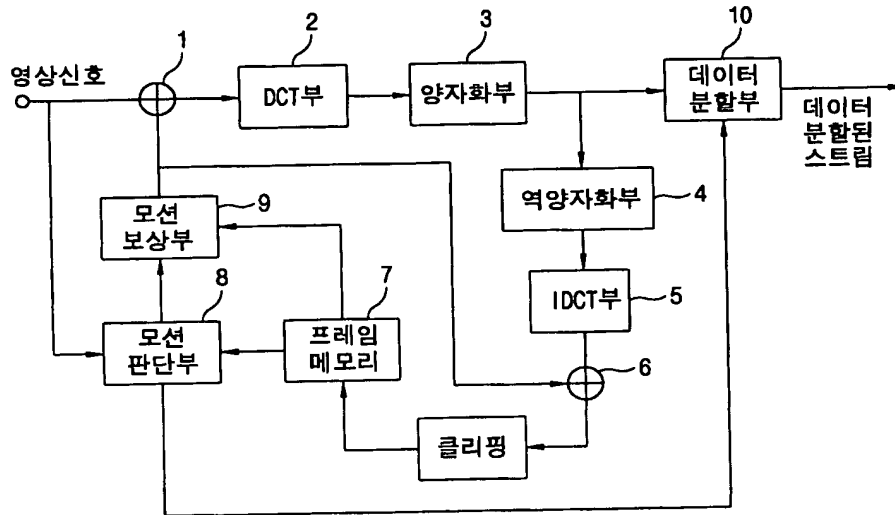 영상신호
1
2
DCT부
3
양자화부
10
데이터
분할부
데이터
분할된
스트림
역양자화부
4
모션
보상부
9
IDCT부
5
8
모션
판단부
7
프레임
메모리
6
클리핑